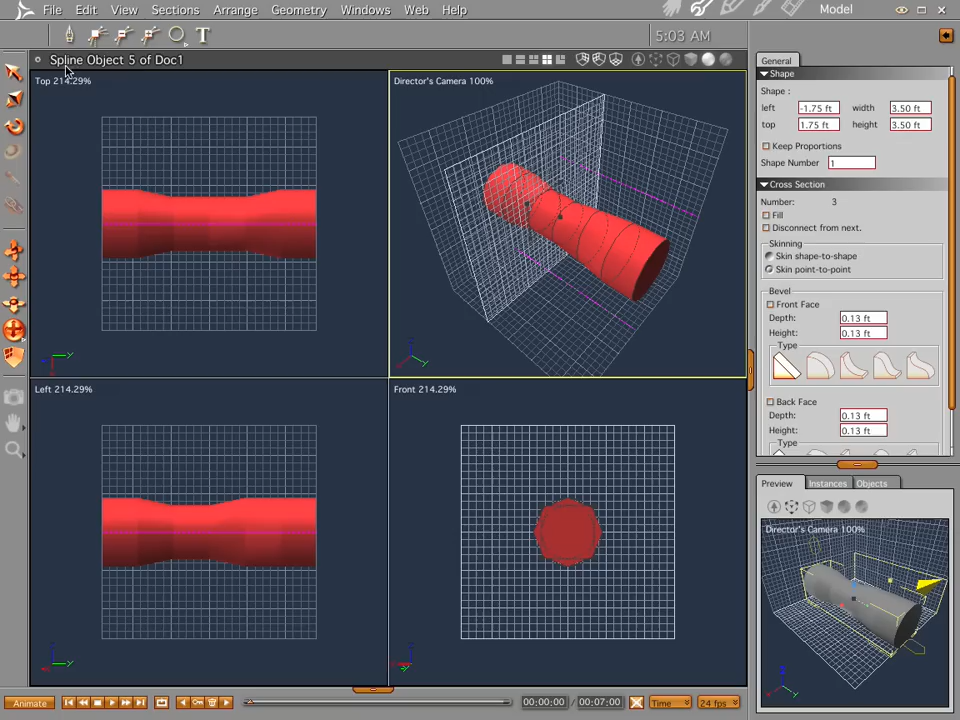 File Edit View Sections Arrange Geometry Windows Web Help Model
T 5:03 AM
Spline Object 5 of Doc1
Top 214.29%
Director's Camera 100%
Left 214.29%
Front 214.29%
General
Shape
Shape :
left -1.75 ft width 3.50 ft
top 1.75 ft height 3.50 ft
Keep Proportions
Shape Number 1
Cross Section
Number: 3
Fill
Disconnect from next.
Skinning
Skin shape-to-shape
Skin point-to-point
Bevel
Front Face
Depth: 0.13 ft
Height: 0.13 ft
Type
Back Face
Depth: 0.13 ft
Height: 0.13 ft
Type
Preview Instances Objects
Director's Camera 100%
Animate 00:00:00 / 00:07:00 Time 24 fps